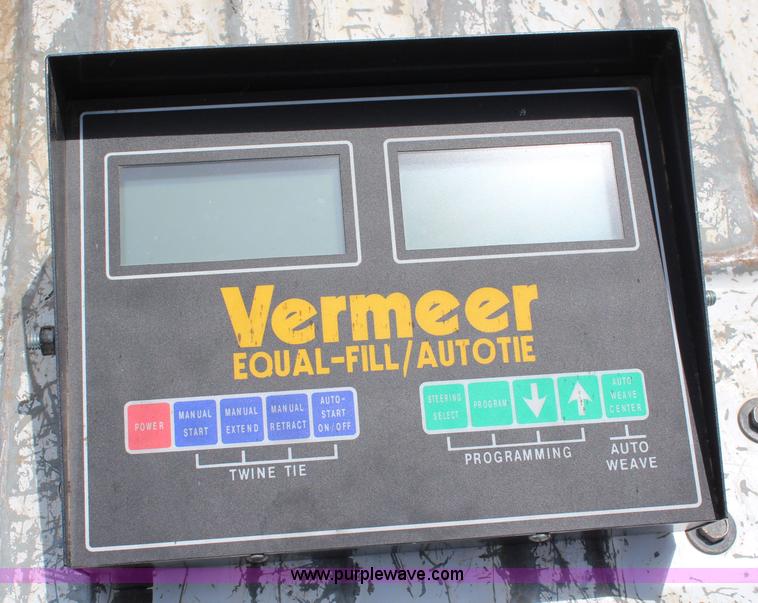 Vermeer
EQUAL-FILL/AUTOTIE
POWER
MANUAL
START
MANUAL
EXTEND
MANUAL
RETRACT
AUTO-
START
ON/OFF
TWINE TIE
STEERING
SELECT
PROGRAM
AUTO
WEAVE
CENTER
PROGRAMMING
AUTO
WEAVE
www.purplewave.com